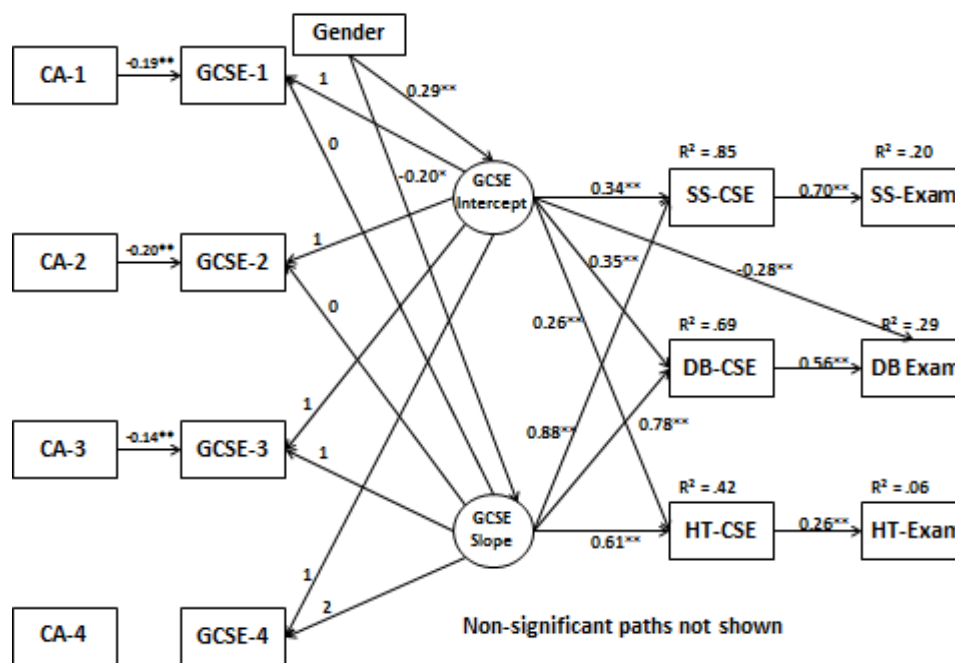 Gender
CA-1
-0.19**
GCSE-1
1
0.29**
0
-0.20*
GCSE
Intercept
R² = .85
R² = .20
0.34**
SS-CSE
0.70**
SS-Exam
CA-2
-0.20**
GCSE-2
1
0
0.35**
-0.28**
0.26**
R² = .69
R² = .29
DB-CSE
0.56**
DB Exam
CA-3
-0.14**
GCSE-3
1
1
0.88**
0.78**
R² = .42
R² = .06
GCSE
Slope
0.61**
HT-CSE
0.26**
HT-Exam
CA-4
GCSE-4
1
2
Non-significant paths not shown